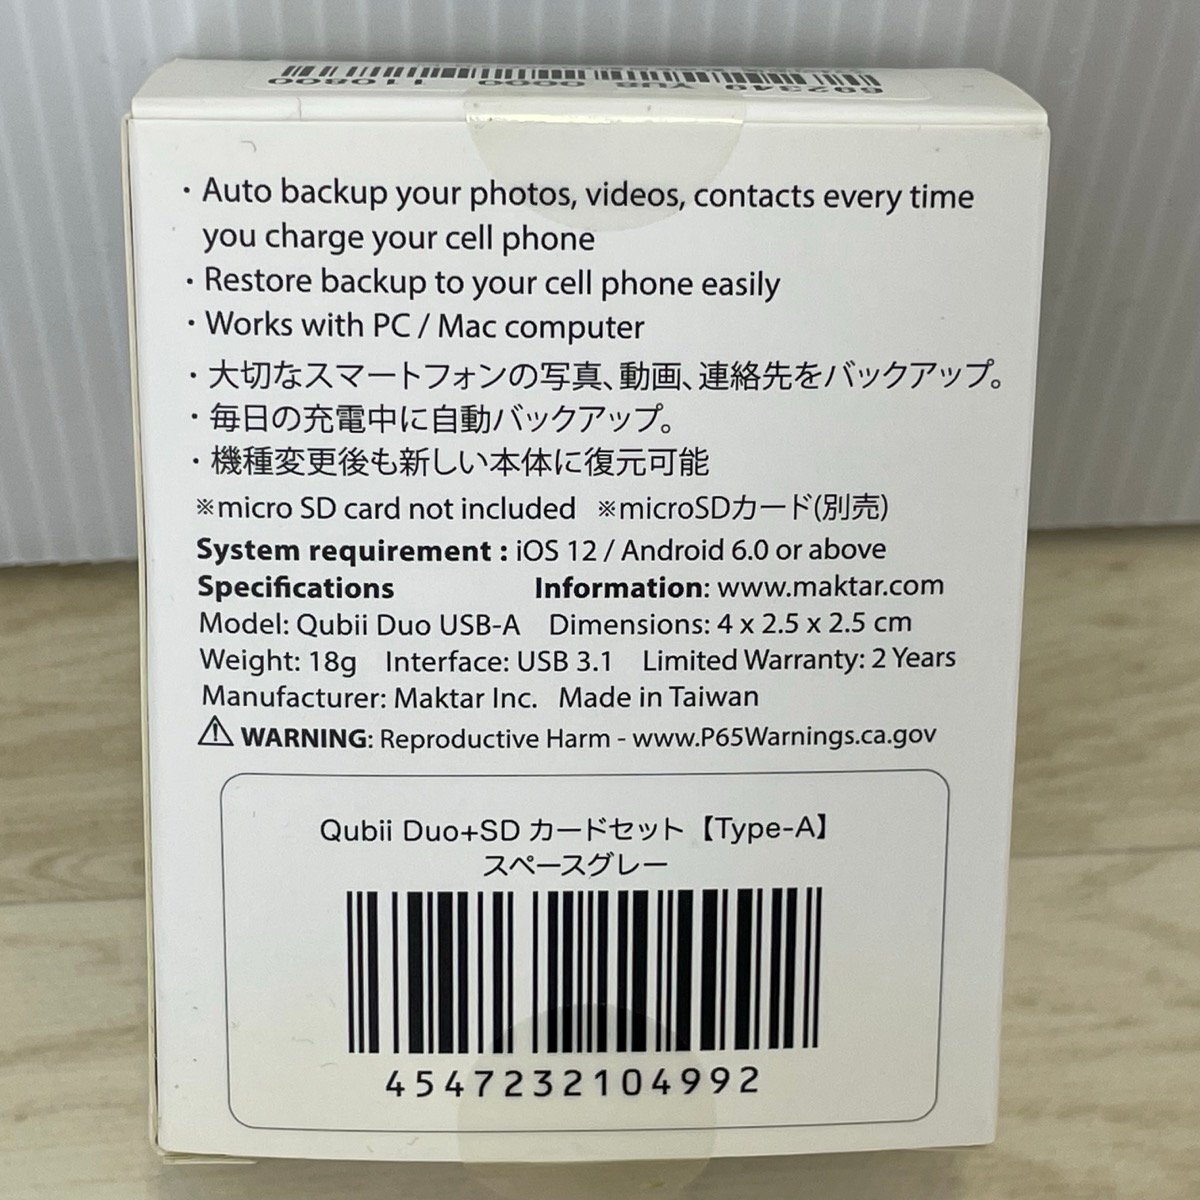 602340 YUB 0000 110800
· Auto backup your photos, videos, contacts every time
you charge your cell phone
· Restore backup to your cell phone easily
· Works with PC / Mac computer
· 大切なスマートフォンの写真、動画、連絡先をバックアップ。
· 毎日の充電中に自動バックアップ。
· 機種変更後も新しい本体に復元可能
※micro SD card not included ※microSDカード(別売)
System requirement : iOS 12 / Android 6.0 or above
Specifications Information: www.maktar.com
Model: Qubii Duo USB-A Dimensions: 4 x 2.5 x 2.5 cm
Weight: 18g Interface: USB 3.1 Limited Warranty: 2 Years
Manufacturer: Maktar Inc. Made in Taiwan
⚠ WARNING: Reproductive Harm - www.P65Warnings.ca.gov
Qubii Duo+SD カードセット【Type-A】
スペースグレー
4547232104992